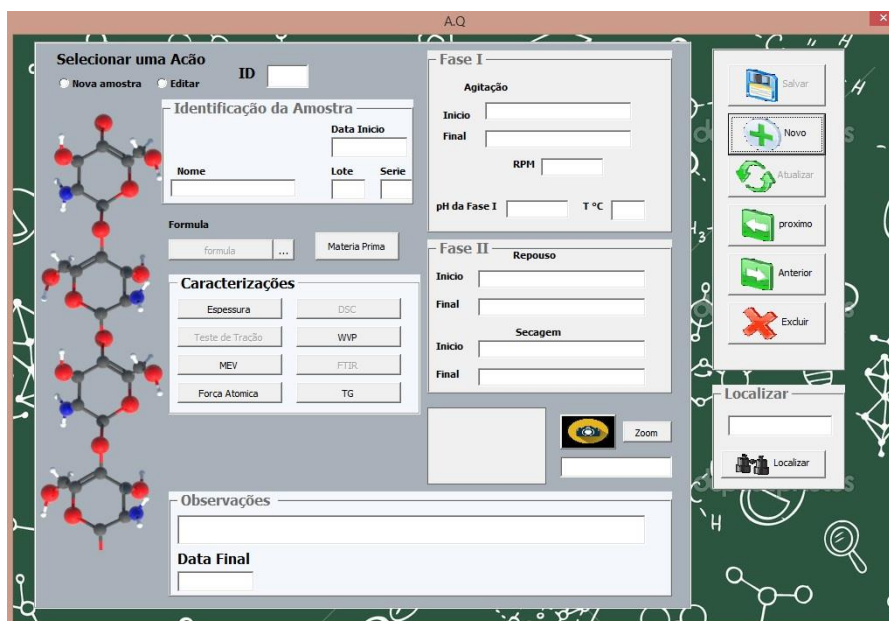 A.Q
Selecionar uma Acão
Nova amostra
Editar
ID
Identificação da Amostra
Data Inicio
Nome
Lote
Serie
Formula
formula
...
Materia Prima
Caracterizações
Espessura
DSC
Teste de Tração
WVP
MEV
FTIR
Força Atomica
TG
Fase I
Agitação
Inicio
Final
RPM
pH da Fase I
T °C
Fase II
Repouso
Inicio
Final
Secagem
Inicio
Final
Zoom
Observações
Data Final
Salvar
Novo
Atualizar
proximo
Anterior
Excluir
Localizar
Localizar
H
H